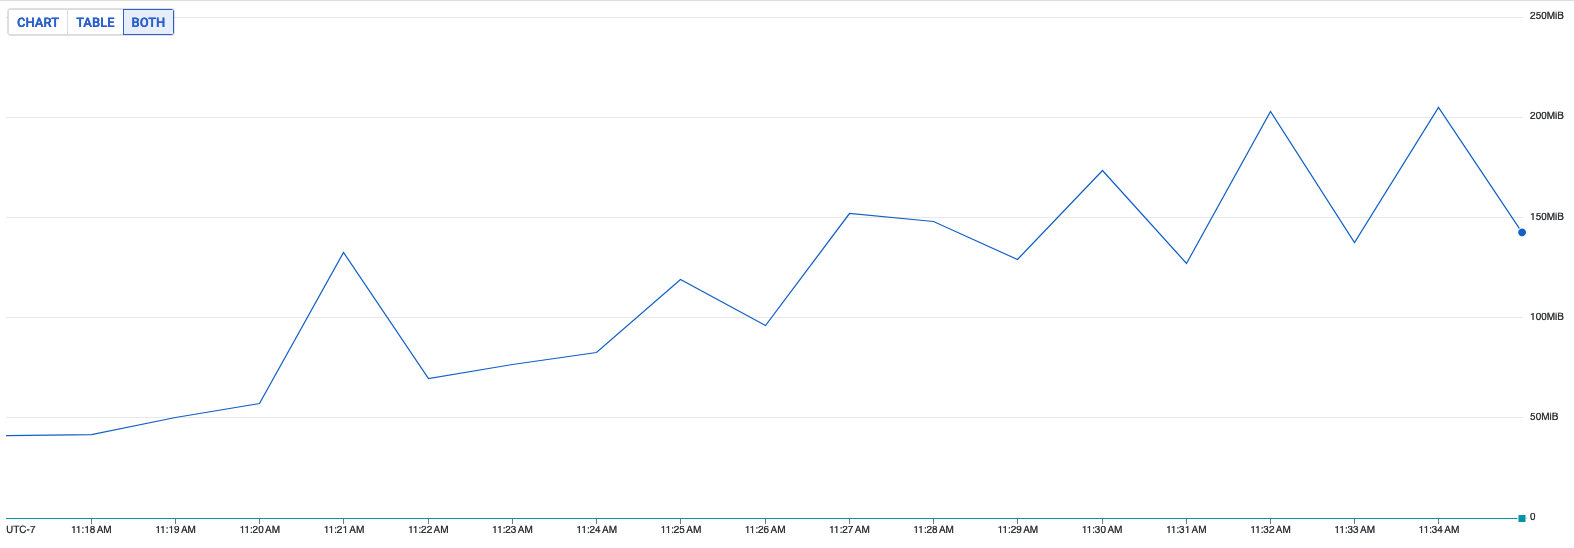 CHART TABLE BOTH
250MiB
200MiB
150MiB
100MiB
50MiB
0
UTC-7 11:18 AM 11:19 AM 11:20 AM 11:21 AM 11:22 AM 11:23 AM 11:24 AM 11:25 AM 11:26 AM 11:27 AM 11:28 AM 11:29 AM 11:30 AM 11:31 AM 11:32 AM 11:33 AM 11:34 AM